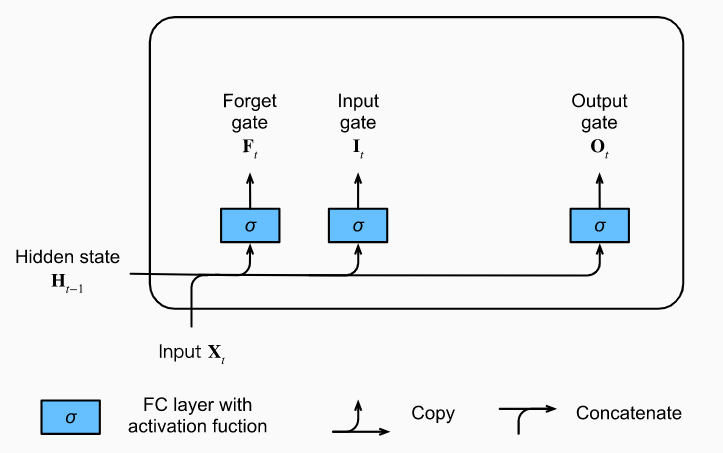 Forget
gate
F_t
Input
gate
I_t
Output
gate
O_t
σ
σ
σ
Hidden state
H_{t−1}
Input X_t
σ
FC layer with
activation fuction
Copy
Concatenate